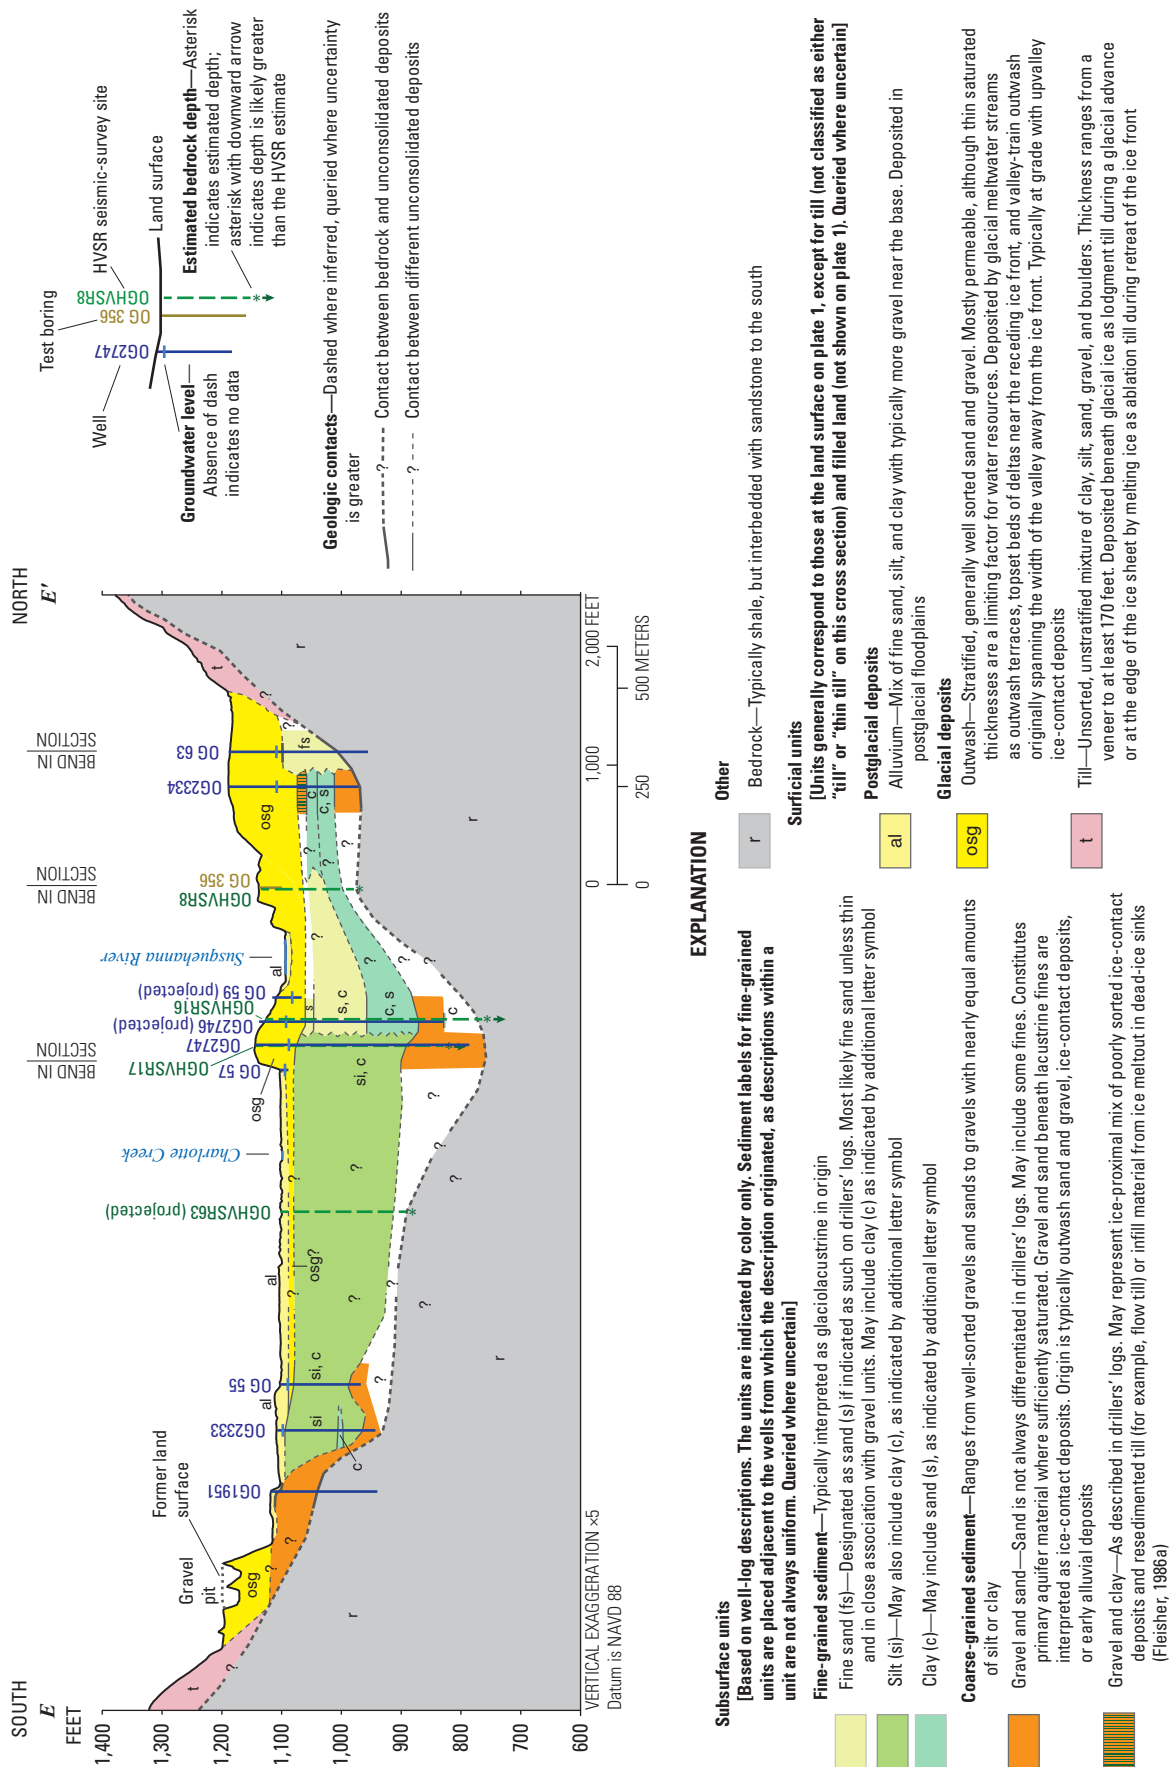 SOUTH
E
FEET
1,400
1,300
1,200
1,100
1,000
900
800
700
600
VERTICAL EXAGGERATION ×5
Datum is NAVD 88
NORTH
E′
Gravel
pit
Former land
surface
OG1951
OG2333
OG 55
OGHVSR63 (projected)
Charlotte Creek
OG 57
OGHVSR17
BEND IN
SECTION
OG2747
OG2746 (projected)
OGHVSR16
OG 59 (projected)
Susquehanna River
OGHVSR8
OG 356
BEND IN
SECTION
OG2334
OG 63
BEND IN
SECTION
t
?
osg
?
?
r
al
c
si
si, c
?
al
?
osg?
?
?
?
r
?
?
?
?
?
osg
si, c
?
s
s, c
c, s
c
al
?
?
?
?
osg
?
?
c
c, s
?
fs
?
?
t
r
r
0 1,000 2,000 FEET
0 250 500 METERS
Test boring
Well
OG2747
OG 356
OGHVSR8
HVSR seismic-survey site
Land surface
Groundwater level—
Absence of dash
indicates no data
Estimated bedrock depth—Asterisk
indicates estimated depth;
asterisk with downward arrow
indicates depth is likely greater
than the HVSR estimate
*
Geologic contacts—Dashed where inferred, queried where uncertainty
is greater
? Contact between bedrock and unconsolidated deposits
? Contact between different unconsolidated deposits
EXPLANATION
Subsurface units
[Based on well-log descriptions. The units are indicated by color only. Sediment labels for fine-grained
units are placed adjacent to the wells from which the description originated, as descriptions within a
unit are not always uniform. Queried where uncertain]
Fine-grained sediment—Typically interpreted as glaciolacustrine in origin
Fine sand (fs)—Designated as sand (s) if indicated as such on drillers' logs. Most likely fine sand unless thin
and in close association with gravel units. May include clay (c) as indicated by additional letter symbol
Silt (si)—May also include clay (c), as indicated by additional letter symbol
Clay (c)—May include sand (s), as indicated by additional letter symbol
Coarse-grained sediment—Ranges from well-sorted gravels and sands to gravels with nearly equal amounts
of silt or clay
Gravel and sand—Sand is not always differentiated in drillers' logs. May include some fines. Constitutes
primary aquifer material where sufficiently saturated. Gravel and sand beneath lacustrine fines are
interpreted as ice-contact deposits. Origin is typically outwash sand and gravel, ice-contact deposits,
or early alluvial deposits
Gravel and clay—As described in drillers' logs. May represent ice-proximal mix of poorly sorted ice-contact
deposits and resedimented till (for example, flow till) or infill material from ice meltout in dead-ice sinks
(Fleisher, 1986a)
Other
r
Bedrock—Typically shale, but interbedded with sandstone to the south
Surficial units
[Units generally correspond to those at the land surface on plate 1, except for till (not classified as either
“till” or “thin till” on this cross section) and filled land (not shown on plate 1). Queried where uncertain]
Postglacial deposits
al
Alluvium—Mix of fine sand, silt, and clay with typically more gravel near the base. Deposited in
postglacial floodplains
Glacial deposits
osg
Outwash—Stratified, generally well sorted sand and gravel. Mostly permeable, although thin saturated
thicknesses are a limiting factor for water resources. Deposited by glacial meltwater streams
as outwash terraces, topset beds of deltas near the receding ice front, and valley-train outwash
originally spanning the width of the valley away from the ice front. Typically at grade with upvalley
ice-contact deposits
t
Till—Unsorted, unstratified mixture of clay, silt, sand, gravel, and boulders. Thickness ranges from a
veneer to at least 170 feet. Deposited beneath glacial ice as lodgment till during a glacial advance
or at the edge of the ice sheet by melting ice as ablation till during retreat of the ice front